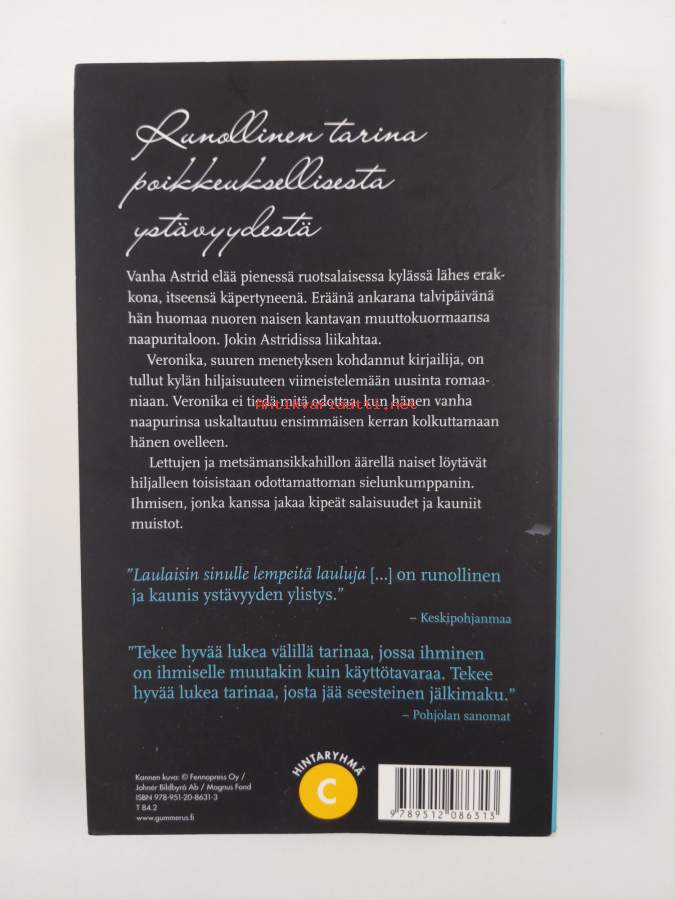 Runollinen tarina
poikkeuksellisesta
ystävyydestä
Vanha Astrid elää pienessä ruotsalaisessa kylässä lähes erak-
kona, itseensä käpertyneenä. Eräänä ankarana talvipäivänä
hän huomaa nuoren naisen kantavan muuttokuormaansa
naapuritaloon. Jokin Astridissa liikahtaa.
Veronika, suuren menetyksen kohdannut kirjailija, on
tullut kylän hiljaisuuteen viimeistelemään uusinta romaa-
niaan. Veronika ei tiedä mitä odottaa, kun hänen vanha
Antikvariaatti.net
naapurinsa uskaltautuu ensimmäisen kerran kolkuttamaan
hänen ovelleen.
Lettujen ja metsämansikkahillon äärellä naiset löytävät
hiljalleen toisistaan odottamattoman sielunkumppanin.
Ihmisen, jonka kanssa jakaa kipeät salaisuudet ja kauniit
muistot.
"Laulaisin sinulle lempeitä lauluja [...] on runollinen
ja kaunis ystävyyden ylistys."
– Keskipohjanmaa
"Tekee hyvää lukea välillä tarinaa, jossa ihminen
on ihmiselle muutakin kuin käyttötavaraa. Tekee
hyvää lukea tarinaa, josta jää seesteinen jälkimaku."
– Pohjolan sanomat
Kannen kuva: © Fennopress Oy /
Johnér Bildbyrå Ab / Magnus Fond
ISBN 978-951-20-8631-3
T 84.2
www.gummerus.fi
HINTARYHMÄ
C
9 789512 086313